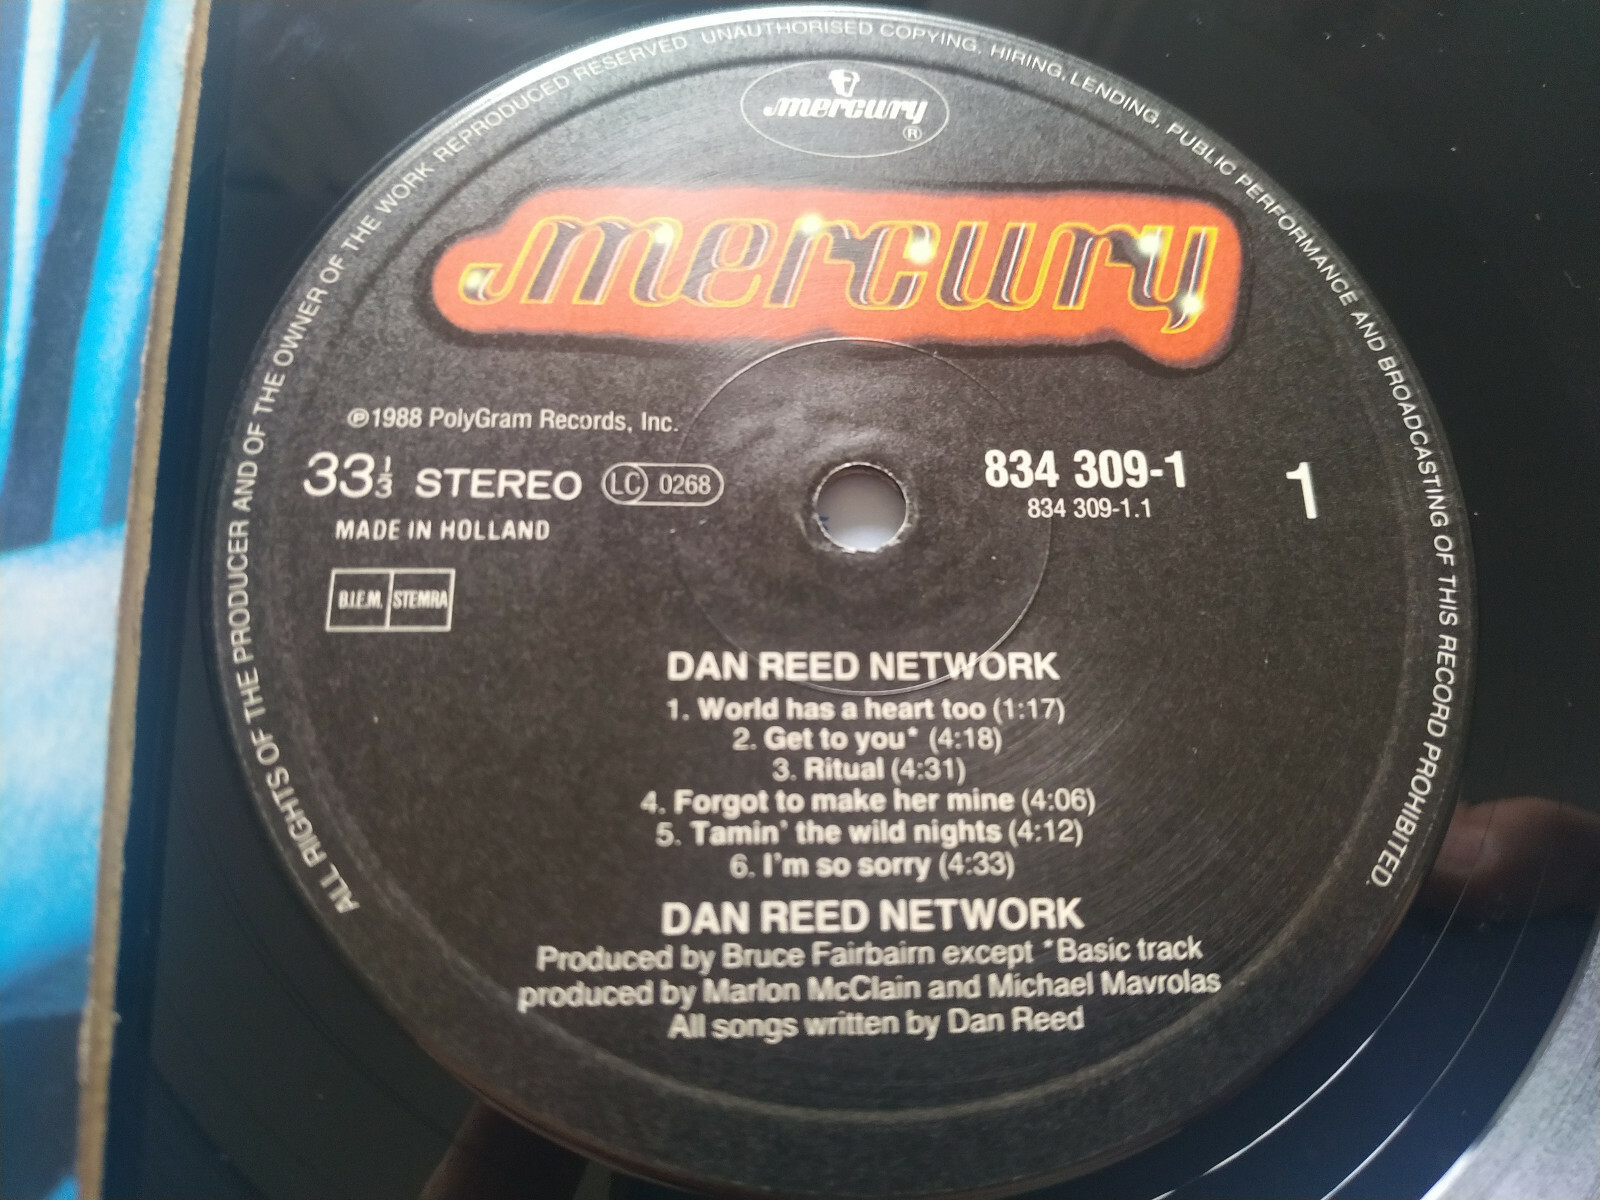 ALL RIGHTS OF THE PRODUCER AND OF THE OWNER OF THE WORK REPRODUCED RESERVED. UNAUTHORISED COPYING, HIRING, LENDING, PUBLIC PERFORMANCE AND BROADCASTING OF THIS RECORD PROHIBITED.
mercury
®
mercury
℗1988 PolyGram Records, Inc.
33⅓ STEREO LC 0268
MADE IN HOLLAND
B.I.E.M. STEMRA
834 309-1
834 309-1.1
1
DAN REED NETWORK
1. World has a heart too (1:17)
2. Get to you* (4:18)
3. Ritual (4:31)
4. Forgot to make her mine (4:06)
5. Tamin' the wild nights (4:12)
6. I'm so sorry (4:33)
DAN REED NETWORK
Produced by Bruce Fairbairn except *Basic track
produced by Marlon McClain and Michael Mavrolas
All songs written by Dan Reed